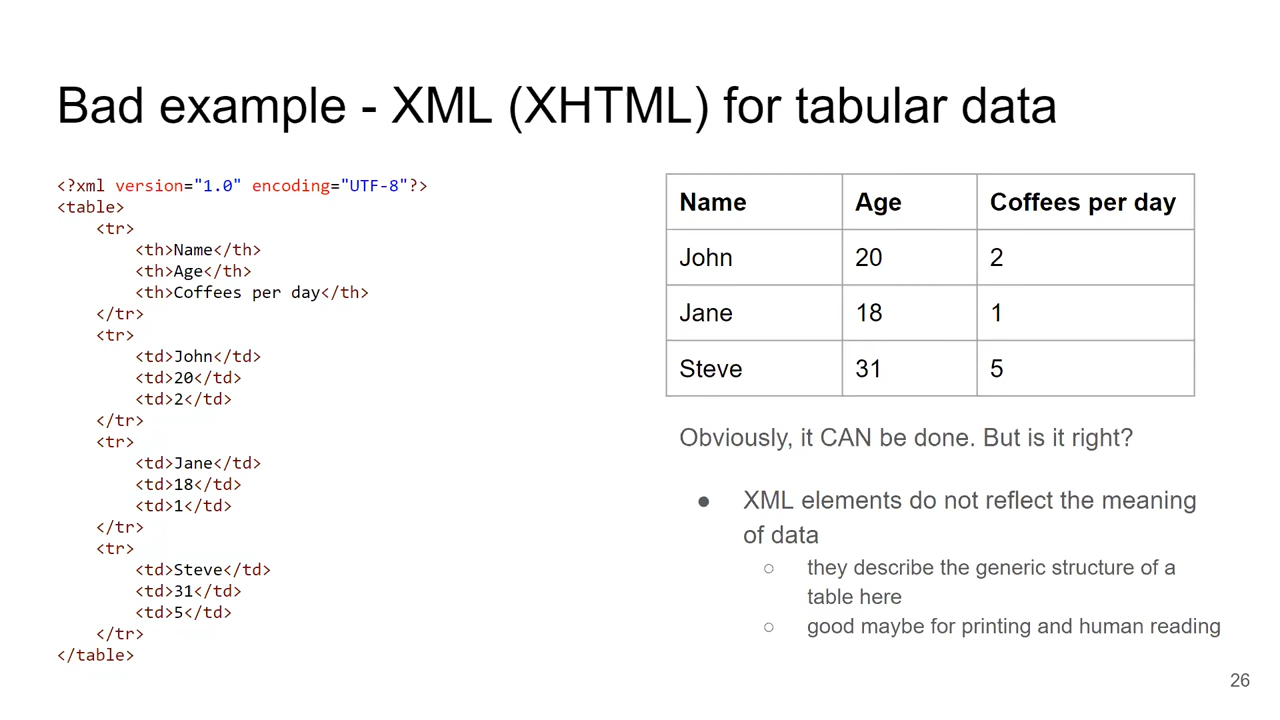 Bad example - XML (XHTML) for tabular data
<?xml version="1.0" encoding="UTF-8"?>
<table>
<tr>
<th>Name</th>
<th>Age</th>
<th>Coffees per day</th>
</tr>
<tr>
<td>John</td>
<td>20</td>
<td>2</td>
</tr>
<tr>
<td>Jane</td>
<td>18</td>
<td>1</td>
</tr>
<tr>
<td>Steve</td>
<td>31</td>
<td>5</td>
</tr>
</table>
Name Age Coffees per day
John 20 2
Jane 18 1
Steve 31 5
Obviously, it CAN be done. But is it right?
● XML elements do not reflect the meaning
of data
○ they describe the generic structure of a
table here
○ good maybe for printing and human reading
26